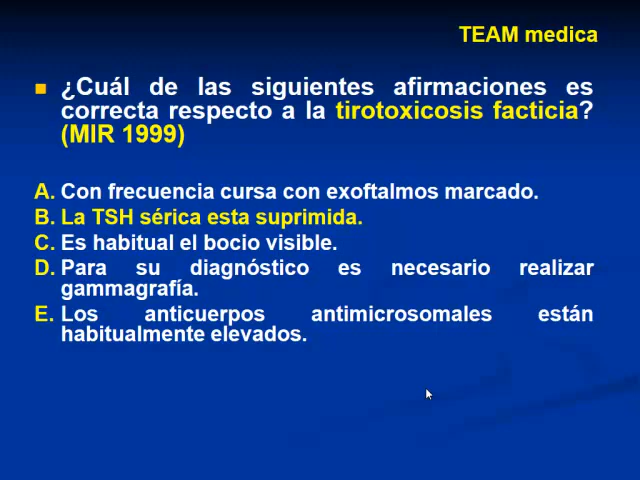 TEAM medica
¿Cuál de las siguientes afirmaciones es
correcta respecto a la tirotoxicosis facticia?
(MIR 1999)
A. Con frecuencia cursa con exoftalmos marcado.
B. La TSH sérica esta suprimida.
C. Es habitual el bocio visible.
D. Para su diagnóstico es necesario realizar
gammagrafía.
E. Los anticuerpos antimicrosomales están
habitualmente elevados.